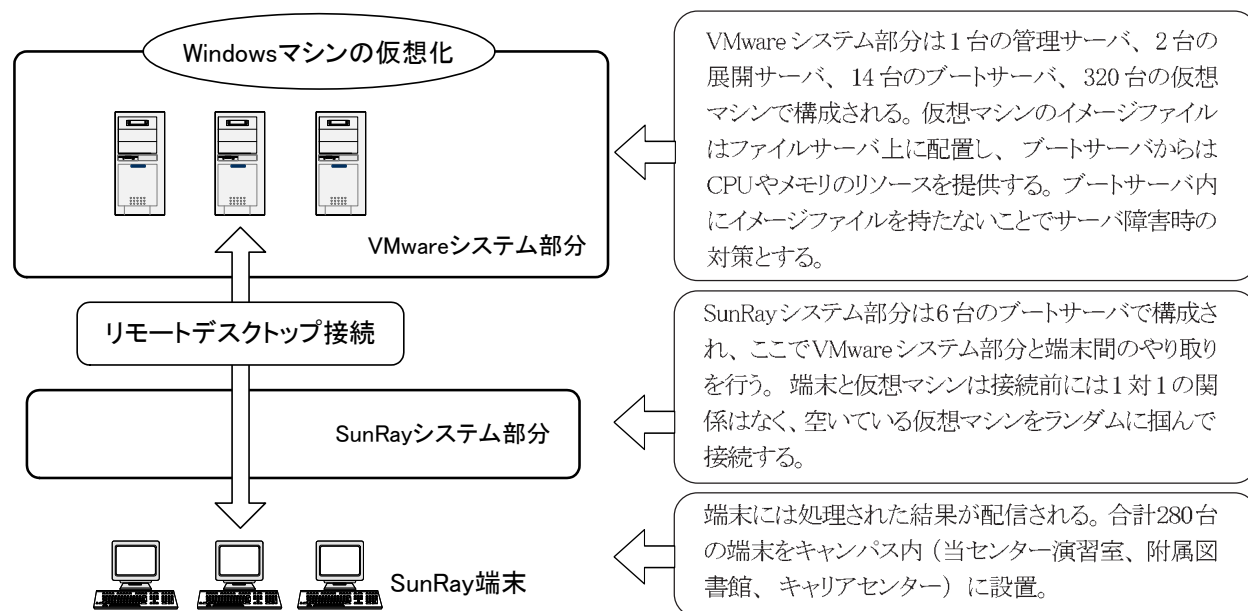 Windowsマシンの仮想化
VMwareシステム部分
リモートデスクトップ接続
SunRayシステム部分
SunRay端末
VMwareシステム部分は1台の管理サーバ、2台の
展開サーバ、14台のブートサーバ、320台の仮想
マシンで構成される。仮想マシンのイメージファイル
はファイルサーバ上に配置し、ブートサーバからは
CPUやメモリのリソースを提供する。ブートサーバ内
にイメージファイルを持たないことでサーバ障害時の
対策とする。
SunRayシステム部分は6台のブートサーバで構成さ
れ、ここでVMwareシステム部分と端末間のやり取り
を行う。端末と仮想マシンは接続前には1対1の関
係はなく、空いている仮想マシンをランダムに掴んで
接続する。
端末には処理された結果が配信される。合計280台
の端末をキャンパス内（当センター演習室、附属図
書館、キャリアセンター）に設置。